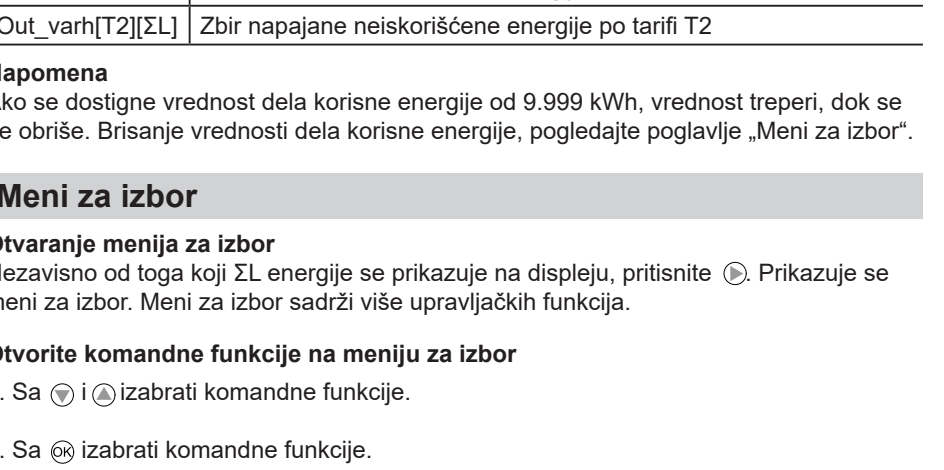 Out_varh[T2][ΣL] Zbir napajane neiskorišćene energije po tarifi T2
Napomena
Ako se dostigne vrednost dela korisne energije od 9.999 kWh, vrednost treperi, dok se
ne obriše. Brisanje vrednosti dela korisne energije, pogledajte poglavlje „Meni za izbor“.
Meni za izbor
Otvaranje menija za izbor
Nezavisno od toga koji ΣL energije se prikazuje na displeju, pritisnite . Prikazuje se
meni za izbor. Meni za izbor sadrži više upravljačkih funkcija.
Otvorite komandne funkcije na meniju za izbor
. Sa i izabrati komandne funkcije.
. Sa OK izabrati komandne funkcije.